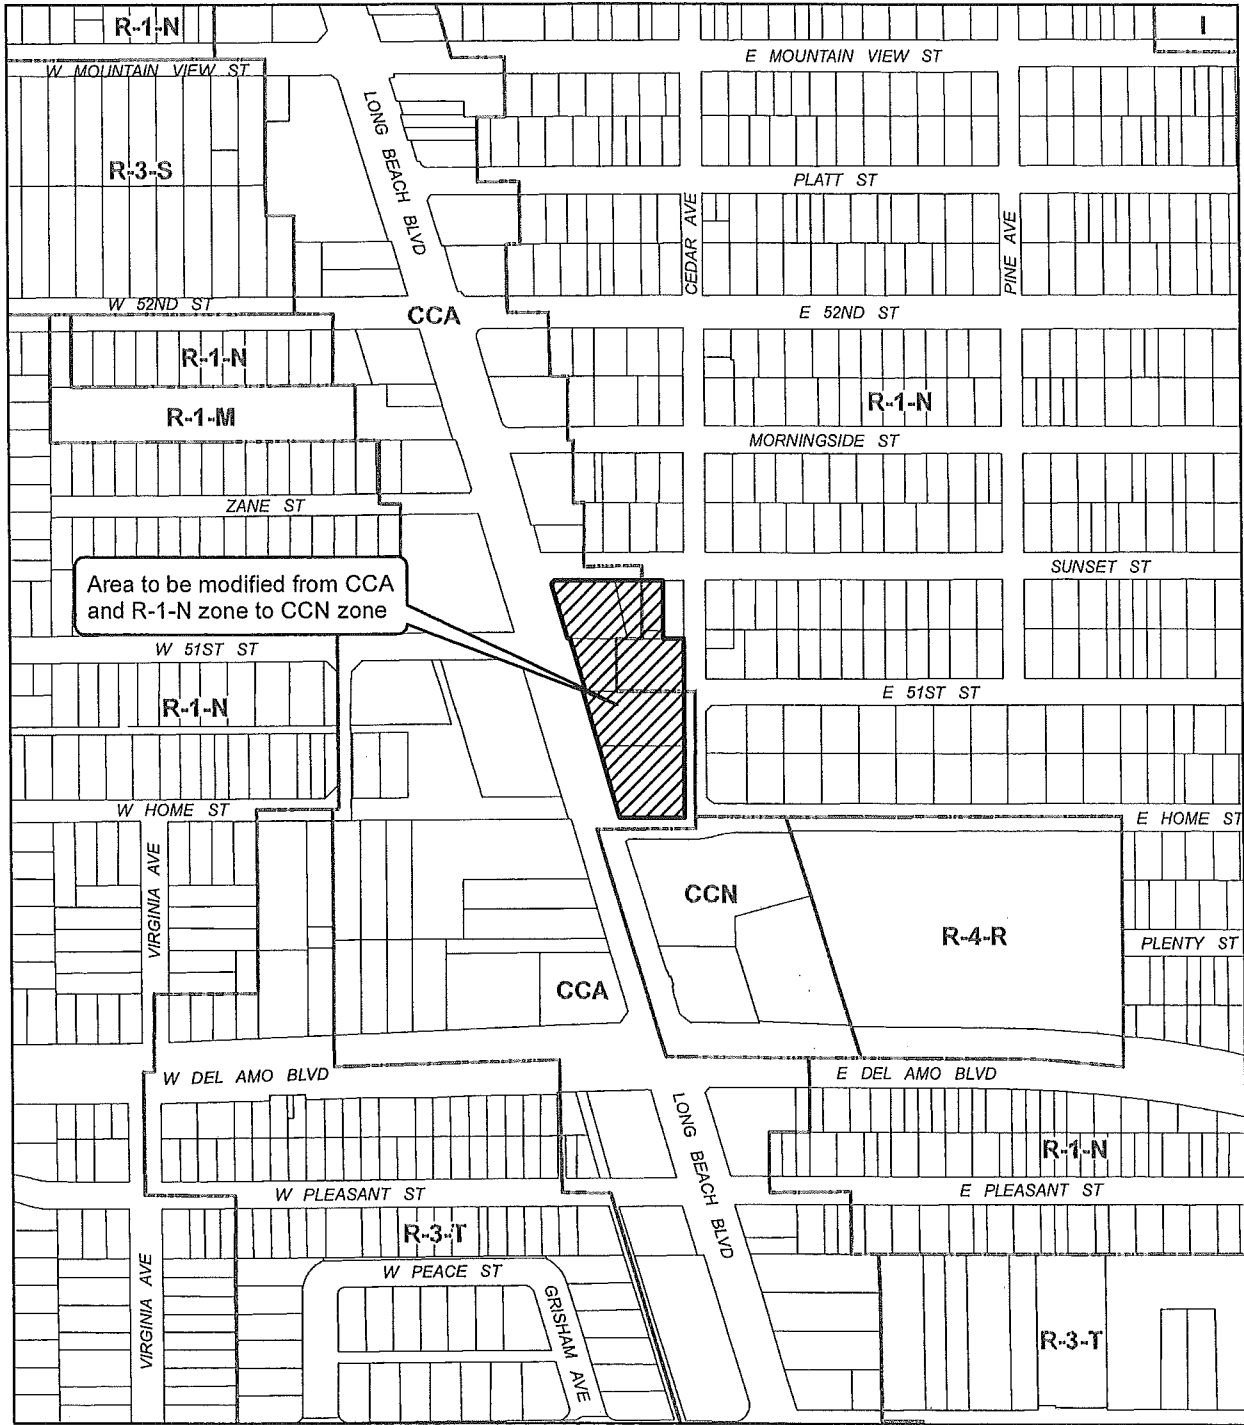 R-1-N
I
E MOUNTAIN VIEW ST
W MOUNTAIN VIEW ST
LONG BEACH BLVD
R-3-S
PLATT ST
CEDAR AVE
PINE AVE
W 52ND ST
E 52ND ST
CCA
R-1-N
R-1-N
R-1-M
MORNINGSIDE ST
ZANE ST
SUNSET ST
Area to be modified from CCA
and R-1-N zone to CCN zone
W 51ST ST
E 51ST ST
R-1-N
W HOME ST
E HOME ST
VIRGINIA AVE
CCN
R-4-R
PLENTY ST
CCA
W DEL AMO BLVD
E DEL AMO BLVD
LONG BEACH BLVD
R-1-N
W PLEASANT ST
E PLEASANT ST
R-3-T
W PEACE ST
VIRGINIA AVE
GRISHAM AVE
R-3-T